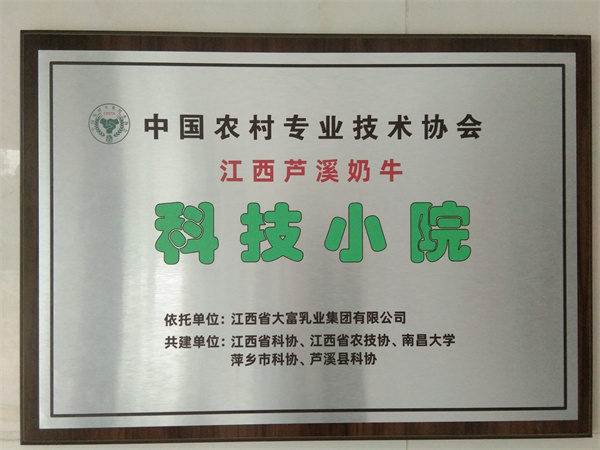 中国农村专业技术协会
江西芦溪奶牛
科技小院
依托单位：江西省大富乳业集团有限公司
共建单位：江西省科协、江西省农技协、南昌大学
萍乡市科协、芦溪县科协